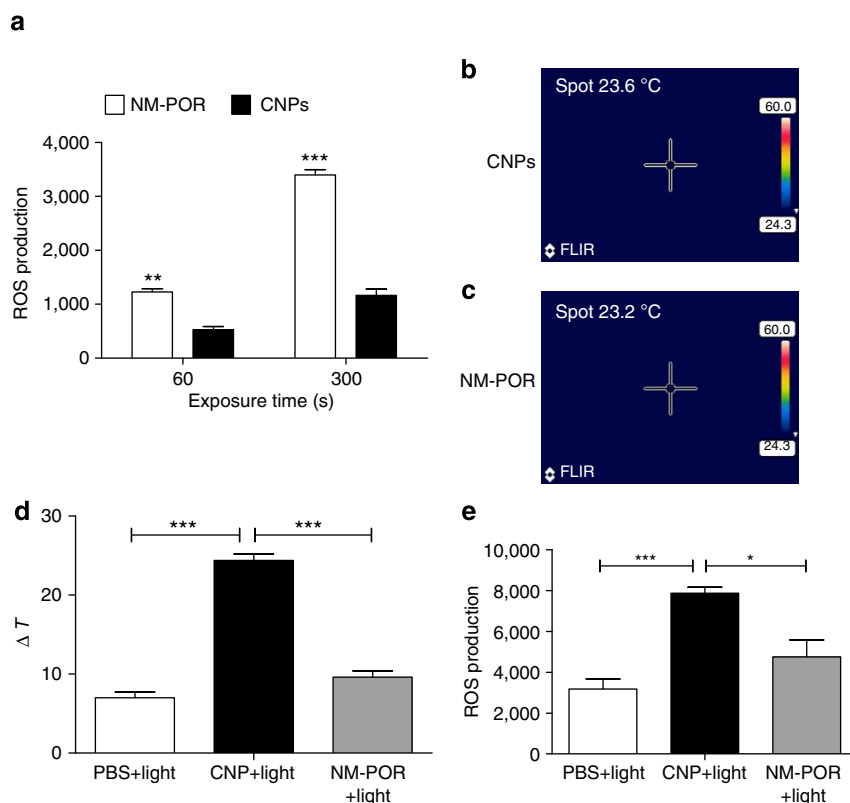 a
NM-POR
CNPs
4,000
3,000
2,000
1,000
0
ROS production
**
***
60
300
Exposure time (s)
b
CNPs
Spot 23.6 °C
60.0
24.3
FLIR
c
NM-POR
Spot 23.2 °C
60.0
24.3
FLIR
d
30
20
10
0
Δ T
***
***
PBS+light
CNP+light
NM-POR
+light
e
10,000
8,000
6,000
4,000
2,000
0
ROS production
***
*
PBS+light
CNP+light
NM-POR
+light